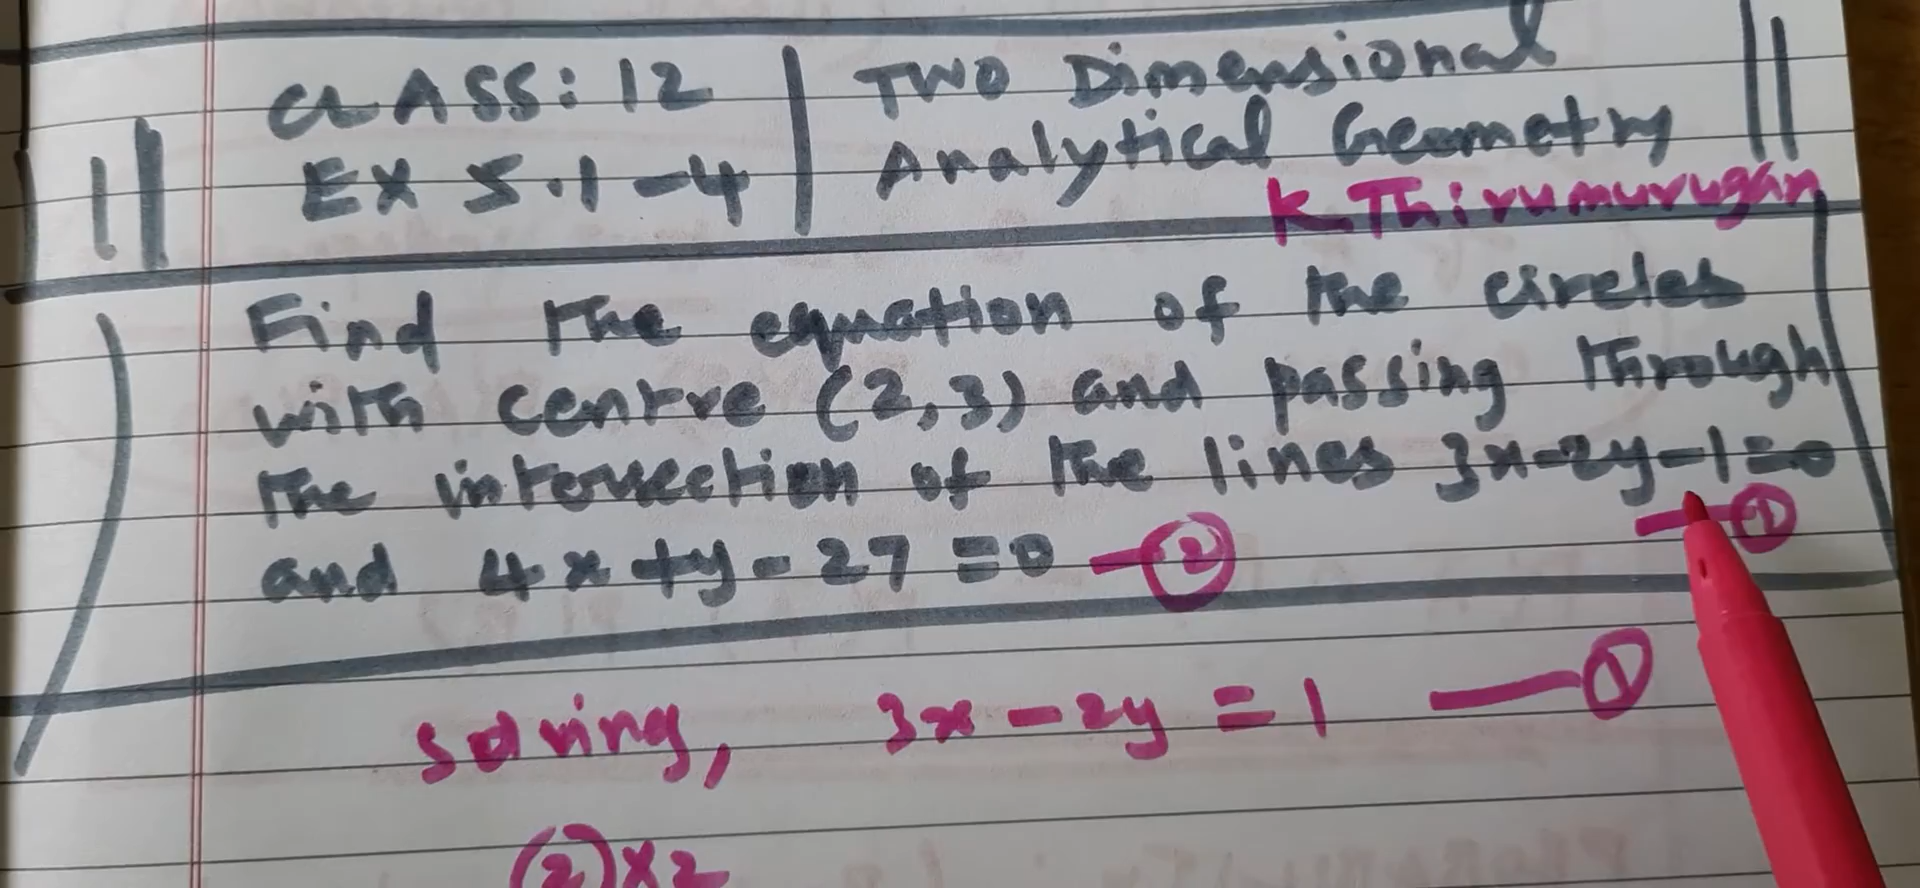 CLASS: 12
EX 5.1-4
TWO Dimensional
Analytical Geometry
K Thirumurugan
Find the equation of the circles
with centre (2,3) and passing through
the intersection of the lines 3x-2y-1=0
and 4x+y-27=0 — ②
— ①
solving, 3x-2y=1 — ①
(2)×2